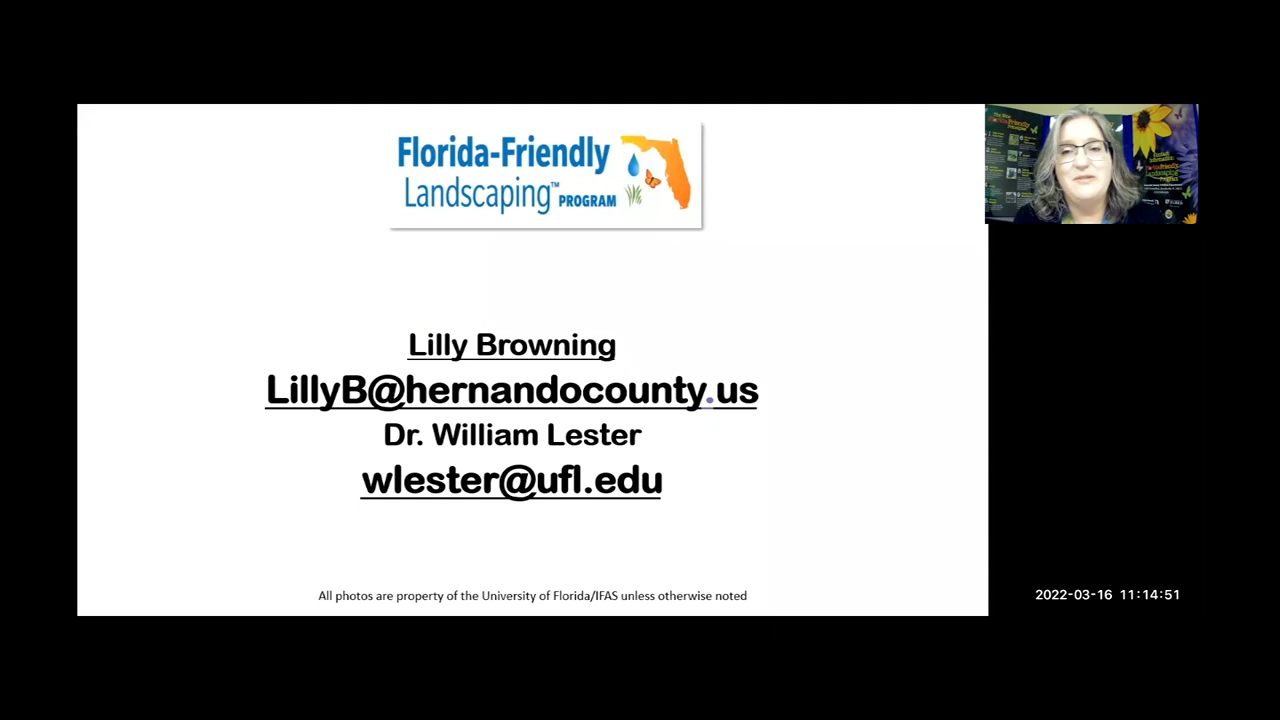 Florida-Friendly
Landscaping™ PROGRAM
Lilly Browning
LillyB@hernandocounty.us
Dr. William Lester
wlester@ufl.edu
All photos are property of the University of Florida/IFAS unless otherwise noted
2022-03-16 11:14:51